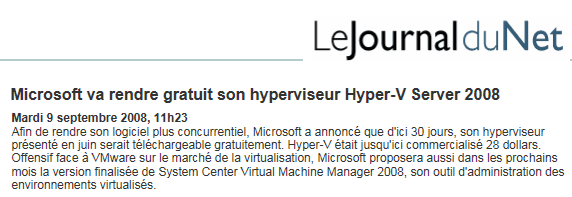 LeJournalduNet
Microsoft va rendre gratuit son hyperviseur Hyper-V Server 2008
Mardi 9 septembre 2008, 11h23
Afin de rendre son logiciel plus concurrentiel, Microsoft a annoncé que d'ici 30 jours, son hyperviseur
présenté en juin serait téléchargeable gratuitement. Hyper-V était jusqu'ici commercialisé 28 dollars.
Offensif face à VMware sur le marché de la virtualisation, Microsoft proposera aussi dans les prochains
mois la version finalisée de System Center Virtual Machine Manager 2008, son outil d'administration des
environnements virtualisés.